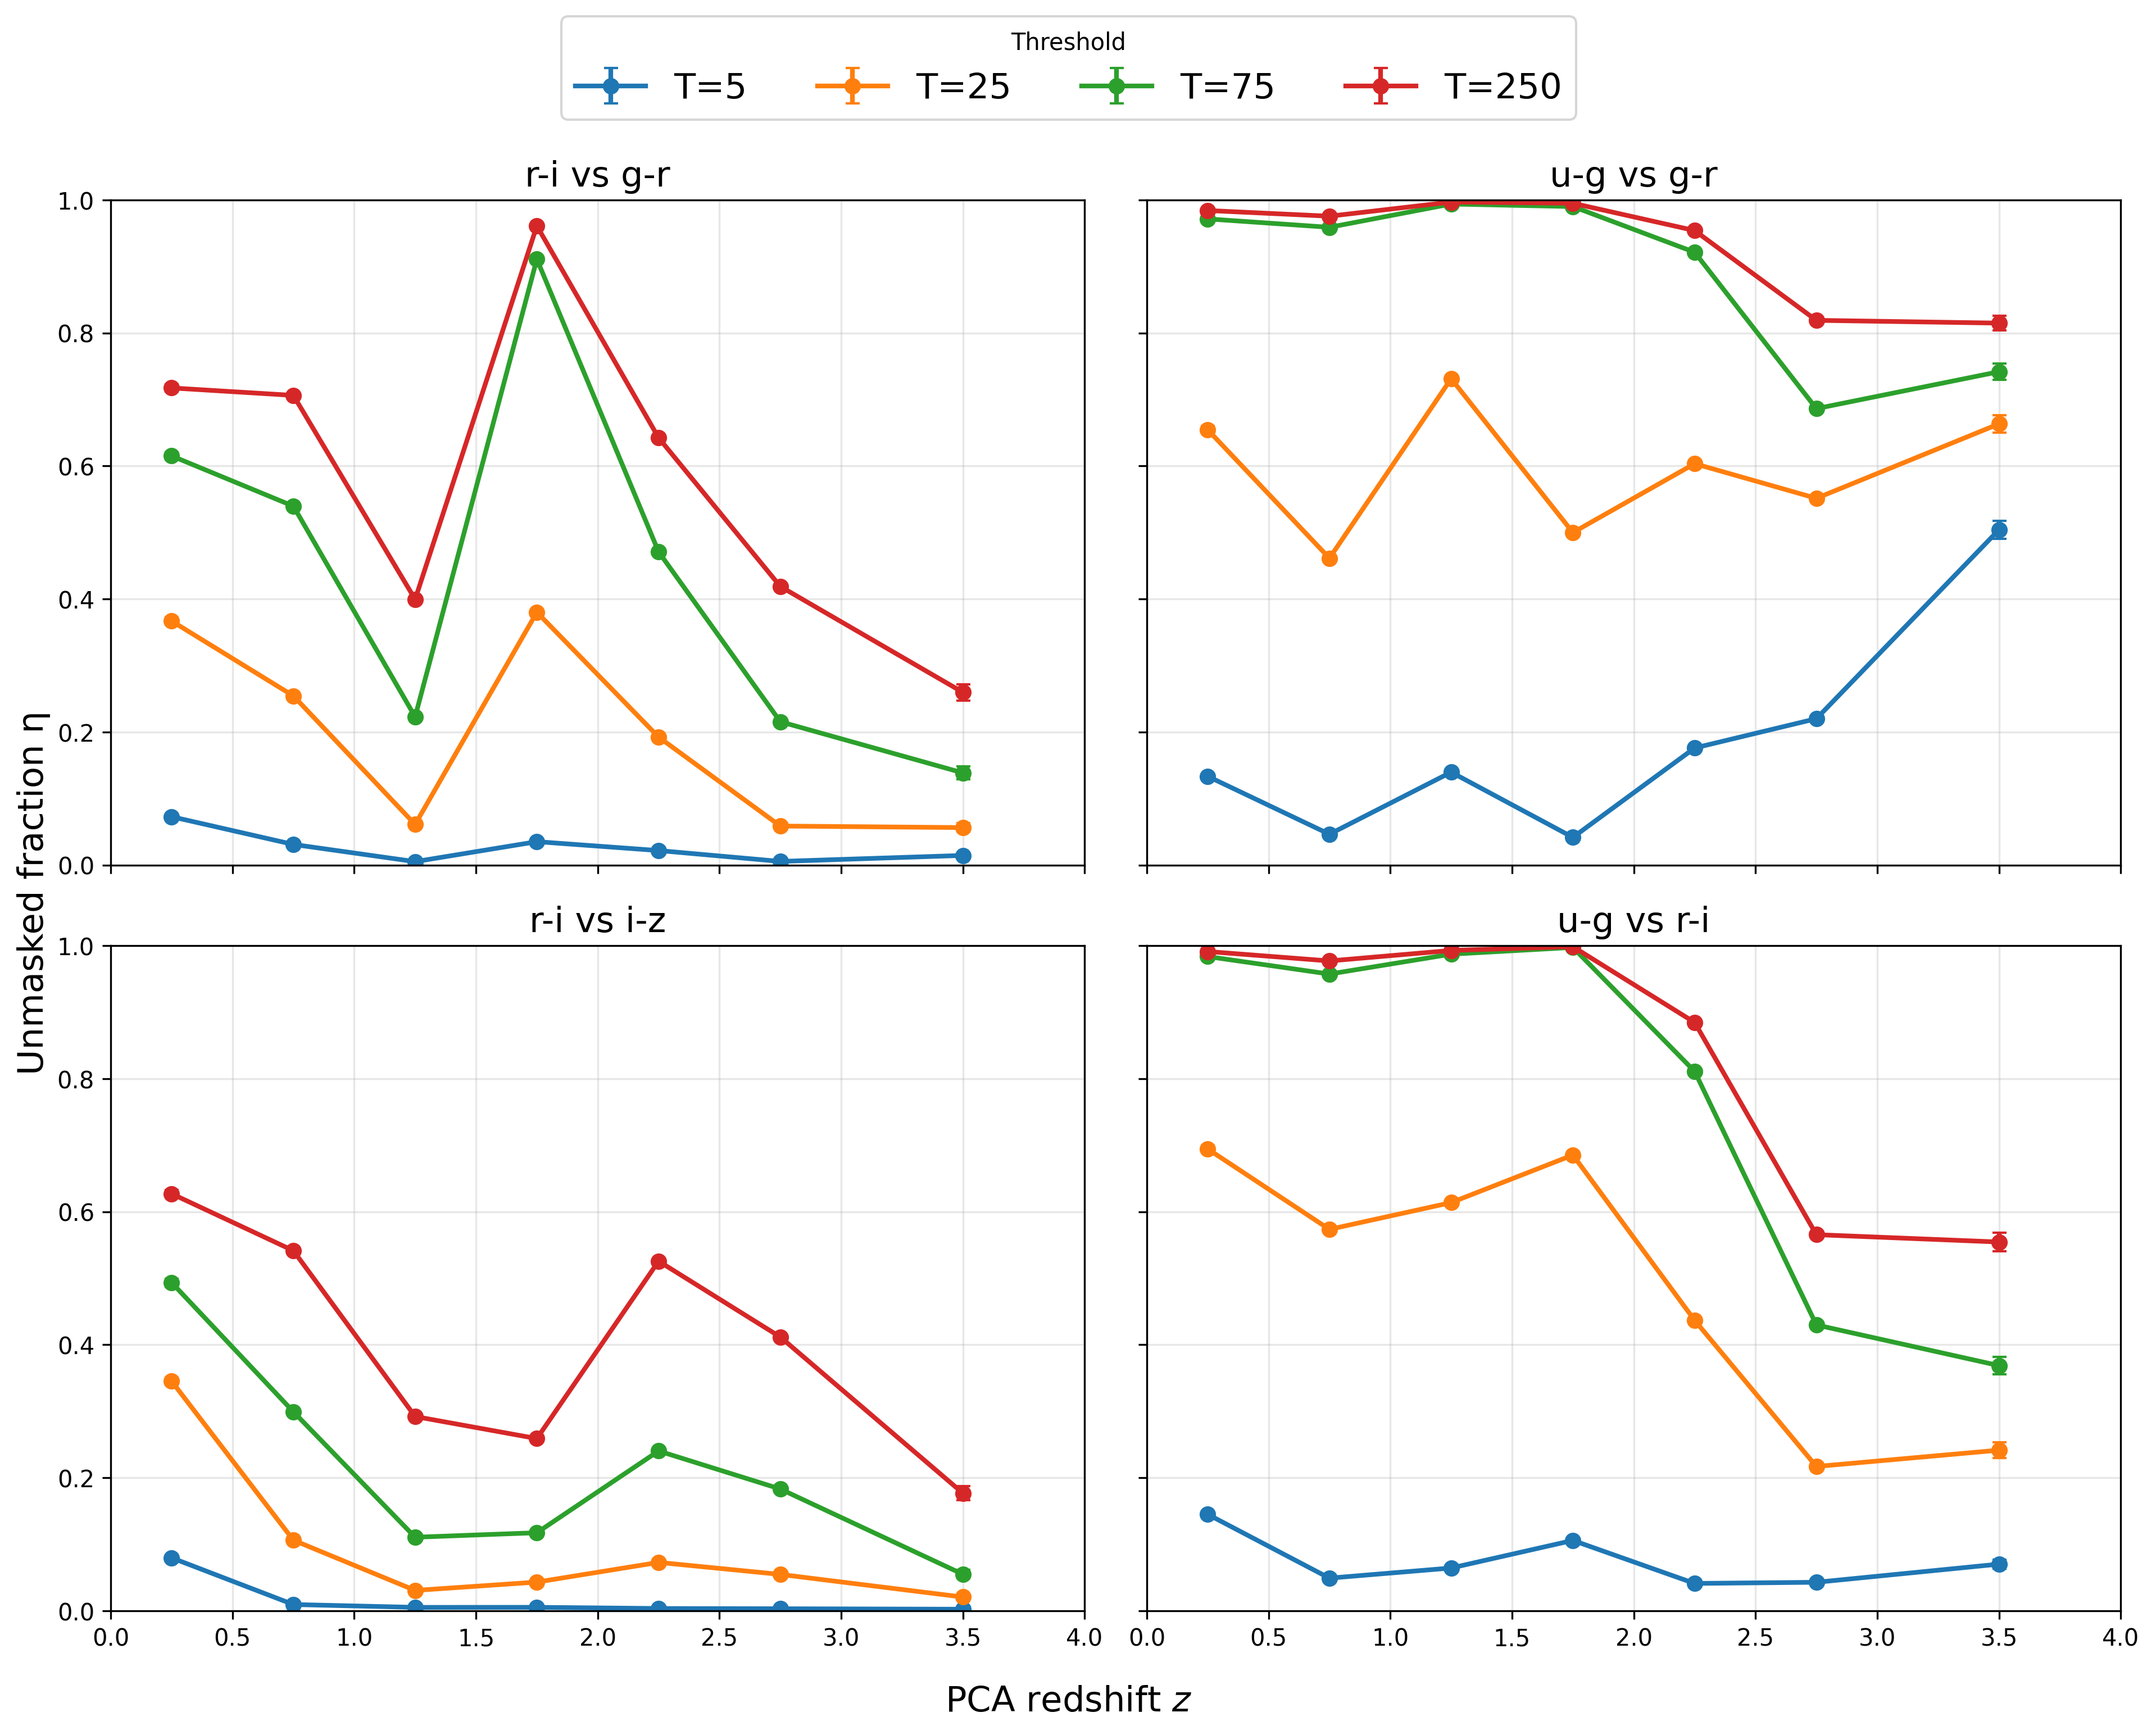 Threshold
T=5 T=25 T=75 T=250
r-i vs g-r
u-g vs g-r
1.0
0.8
0.6
0.4
0.2
0.0
Unmasked fraction η
r-i vs i-z
u-g vs r-i
1.0
0.8
0.6
0.4
0.2
0.0
0.0 0.5 1.0 1.5 2.0 2.5 3.0 3.5 4.0
0.0 0.5 1.0 1.5 2.0 2.5 3.0 3.5 4.0
PCA redshift z